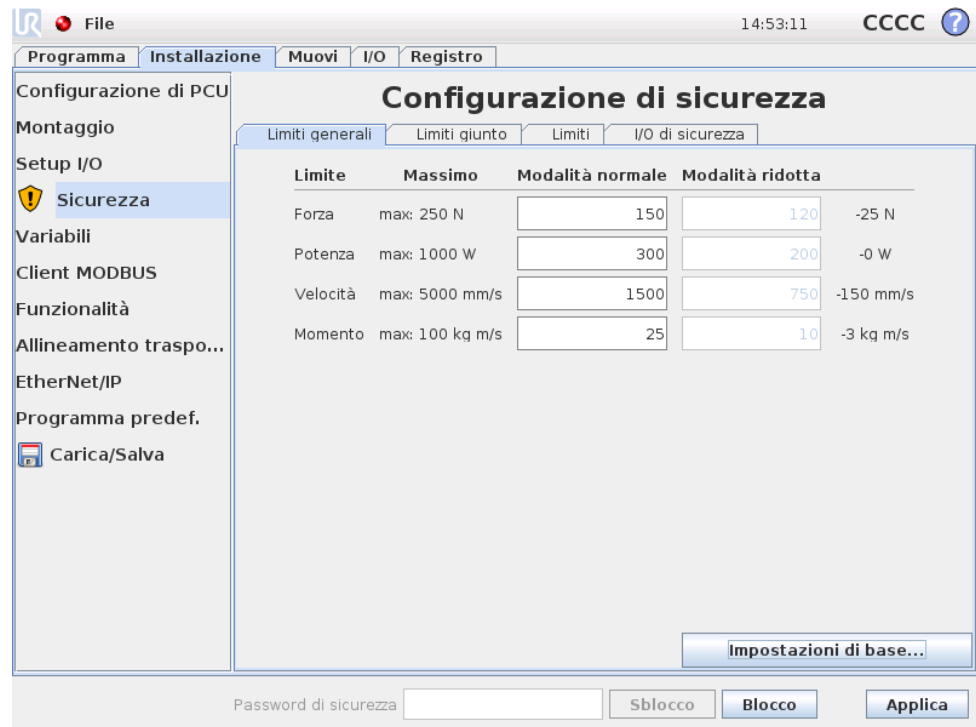 UR File 14:53:11 CCCC ?
Programma Installazione Muovi I/O Registro
Configurazione di PCU
Montaggio
Setup I/O
Sicurezza
Variabili
Client MODBUS
Funzionalità
Allineamento traspo...
EtherNet/IP
Programma predef.
Carica/Salva
Configurazione di sicurezza
Limiti generali Limiti giunto Limiti I/O di sicurezza
Limite Massimo Modalità normale Modalità ridotta
Forza max: 250 N 150 120 -25 N
Potenza max: 1000 W 300 200 -0 W
Velocità max: 5000 mm/s 1500 750 -150 mm/s
Momento max: 100 kg m/s 25 10 -3 kg m/s
Impostazioni di base...
Password di sicurezza Sblocco Blocco Applica